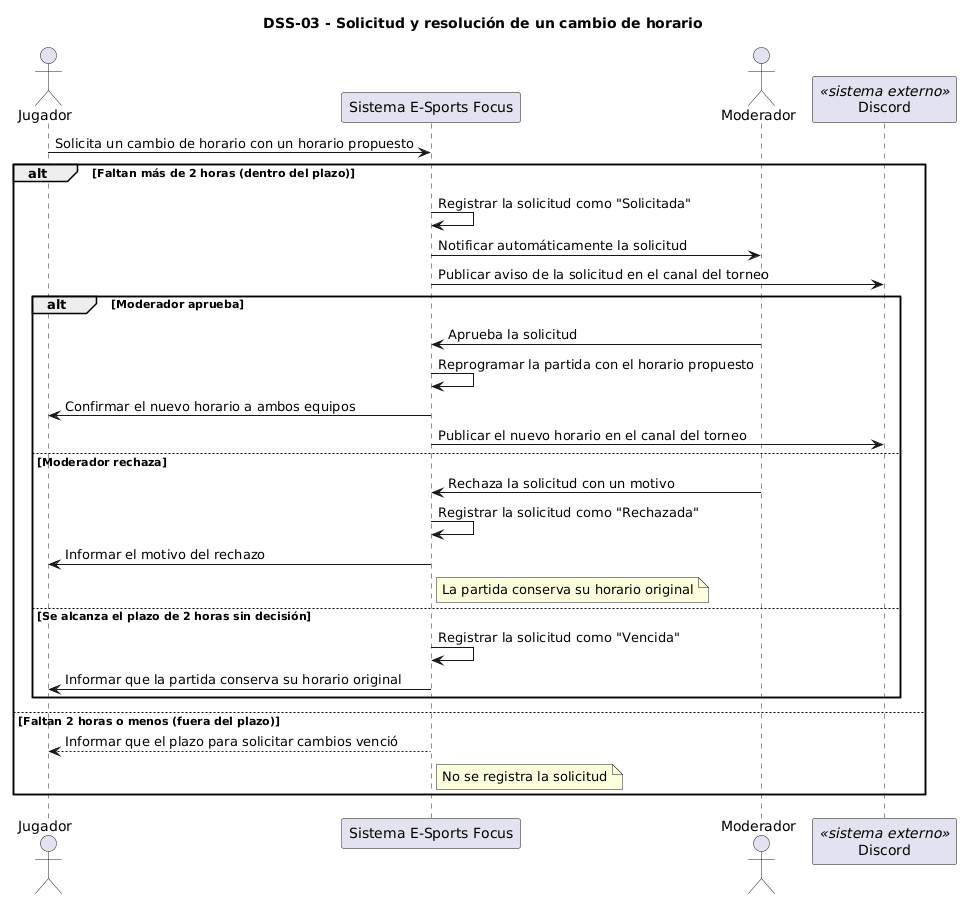 DSS-03 - Solicitud y resolución de un cambio de horario
Jugador
Sistema E-Sports Focus
Moderador
«sistema externo»
Discord
Solicita un cambio de horario con un horario propuesto
alt
[Faltan más de 2 horas (dentro del plazo)]
Registrar la solicitud como "Solicitada"
Notificar automáticamente la solicitud
Publicar aviso de la solicitud en el canal del torneo
alt
[Moderador aprueba]
Aprueba la solicitud
Reprogramar la partida con el horario propuesto
Confirmar el nuevo horario a ambos equipos
Publicar el nuevo horario en el canal del torneo
[Moderador rechaza]
Rechaza la solicitud con un motivo
Registrar la solicitud como "Rechazada"
Informar el motivo del rechazo
La partida conserva su horario original
[Se alcanza el plazo de 2 horas sin decisión]
Registrar la solicitud como "Vencida"
Informar que la partida conserva su horario original
[Faltan 2 horas o menos (fuera del plazo)]
Informar que el plazo para solicitar cambios venció
No se registra la solicitud
Jugador
Sistema E-Sports Focus
Moderador
«sistema externo»
Discord